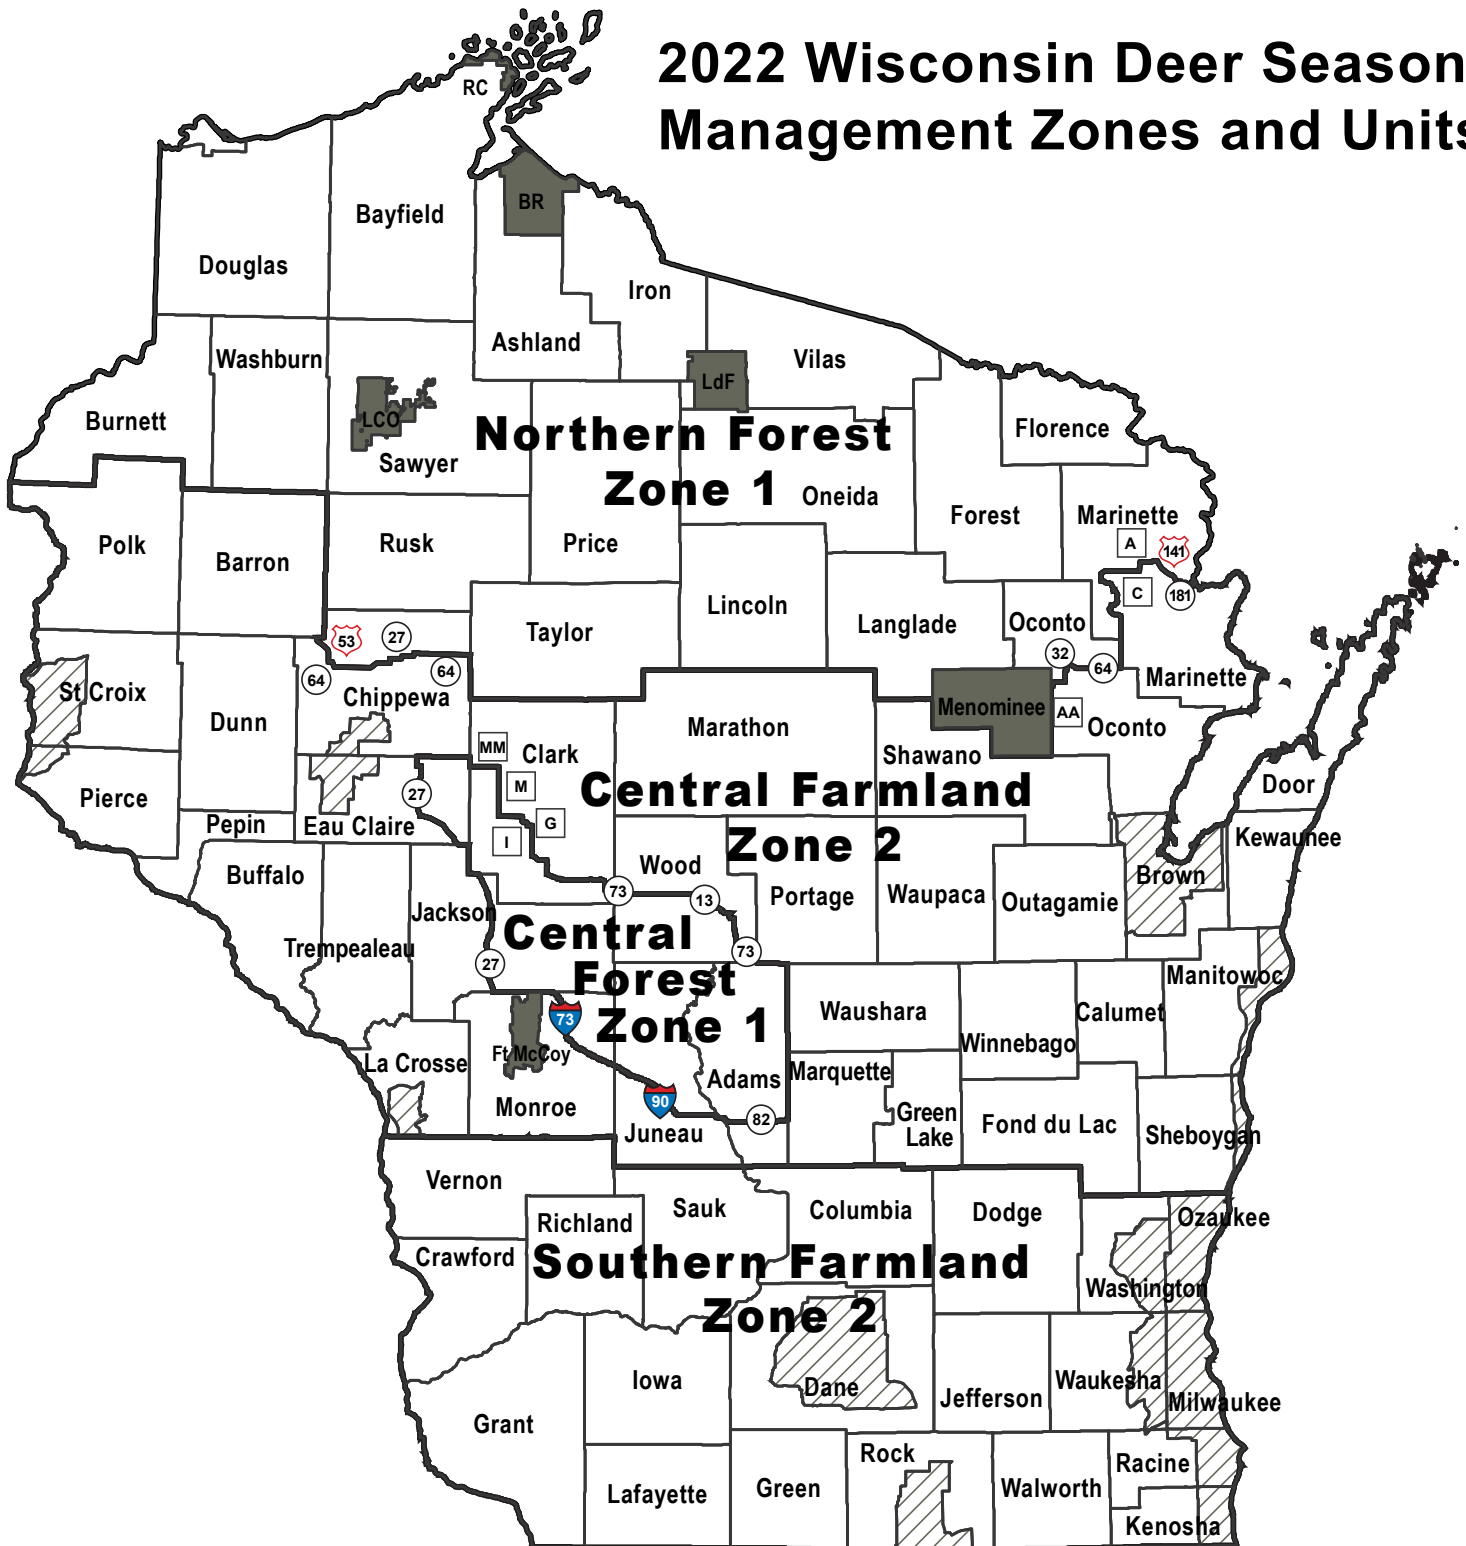 2022 Wisconsin Deer Season
Management Zones and Units
RC
BR
Bayfield
Douglas
Iron
Ashland
Washburn
Vilas
LdF
LCO
Burnett
Florence
Northern Forest
Sawyer
Zone 1
Oneida
Forest
Marinette
Polk
Rusk
Price
A
141
Barron
C
181
Lincoln
Langlade
Oconto
Taylor
53
27
32
64
64
64
St Croix
Chippewa
Marinette
Menominee
AA
Dunn
Marathon
Oconto
MM
Clark
Shawano
M
Central Farmland
Door
Pierce
27
G
Pepin
Eau Claire
I
Zone 2
Kewaunee
Wood
Buffalo
Brown
73
13
Portage
Waupaca
Outagamie
Jackson
Central
Trempealeau
73
27
Forest
Manitowoc
Waushara
Calumet
73
Zone 1
Winnebago
Ft McCoy
La Crosse
Adams
Marquette
90
Monroe
82
Green
Lake
Fond du Lac
Juneau
Sheboygan
Vernon
Sauk
Columbia
Dodge
Richland
Ozaukee
Crawford
Southern Farmland
Washington
Zone 2
Iowa
Dane
Waukesha
Jefferson
Milwaukee
Grant
Rock
Racine
Lafayette
Green
Walworth
Kenosha